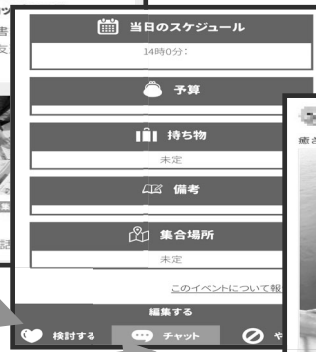 当日のスケジュール
14時0分:
予算
持ち物
未定
備考
集合場所
未定
このイベントについて報
編集する
検討する
チャット
や
癒さ